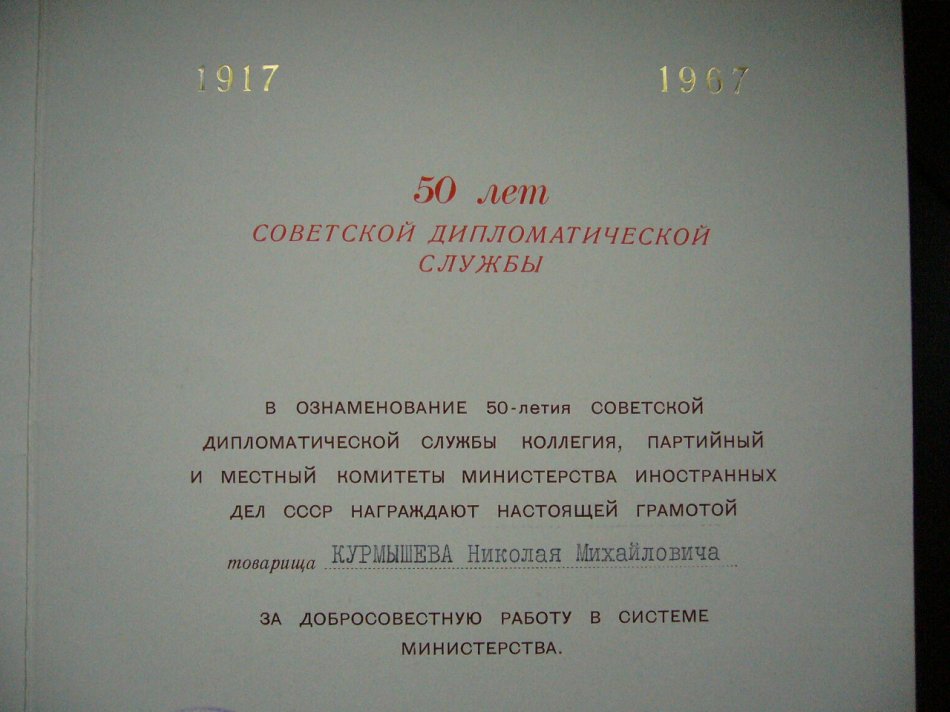 1917 1967
50 лет
СОВЕТСКОЙ ДИПЛОМАТИЧЕСКОЙ
СЛУЖБЫ
В ОЗНАМЕНОВАНИЕ 50-летия СОВЕТСКОЙ
ДИПЛОМАТИЧЕСКОЙ СЛУЖБЫ КОЛЛЕГИЯ, ПАРТИЙНЫЙ
И МЕСТНЫЙ КОМИТЕТЫ МИНИСТЕРСТВА ИНОСТРАННЫХ
ДЕЛ СССР НАГРАЖДАЮТ НАСТОЯЩЕЙ ГРАМОТОЙ
товарища КУРМЫШЕВА Николая Михайловича
ЗА ДОБРОСОВЕСТНУЮ РАБОТУ В СИСТЕМЕ
МИНИСТЕРСТВА.